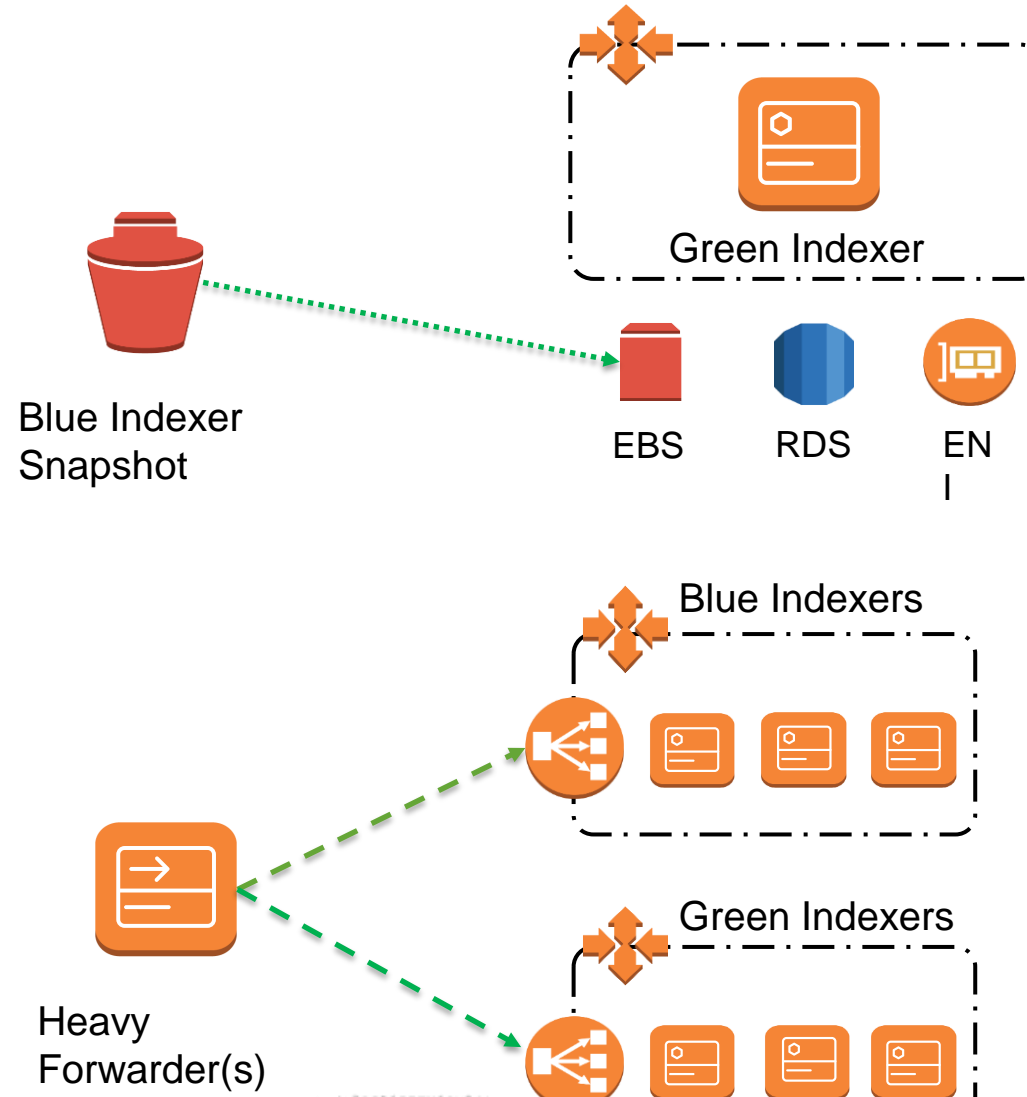 Green Indexer
Blue Indexer
Snapshot
EBS
RDS
EN
I
Blue Indexers
Green Indexers
Heavy
Forwarder(s)